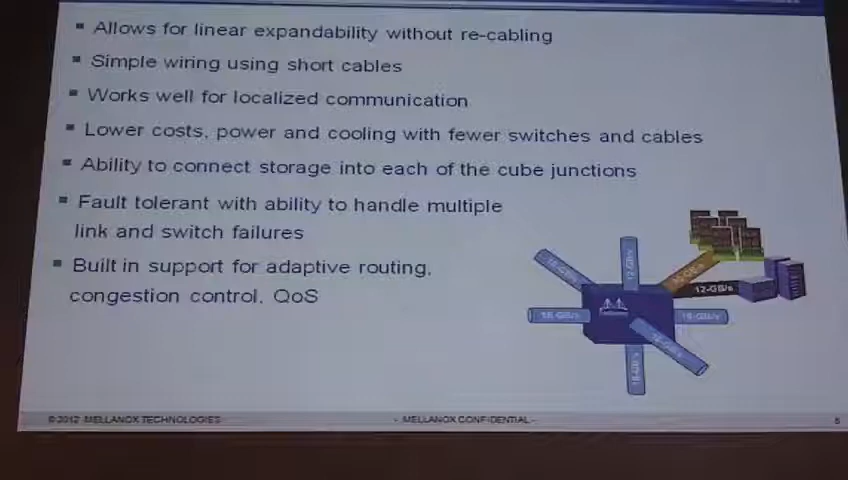 Allows for linear expandability without re-cabling
Simple wiring using short cables
Works well for localized communication
Lower costs, power and cooling with fewer switches and cables
Ability to connect storage into each of the cube junctions
Fault tolerant with ability to handle multiple
link and switch failures
Built in support for adaptive routing,
congestion control, QoS
12-GB/s
© 2012 MELLANOX TECHNOLOGIES
- MELLANOX CONFIDENTIAL -